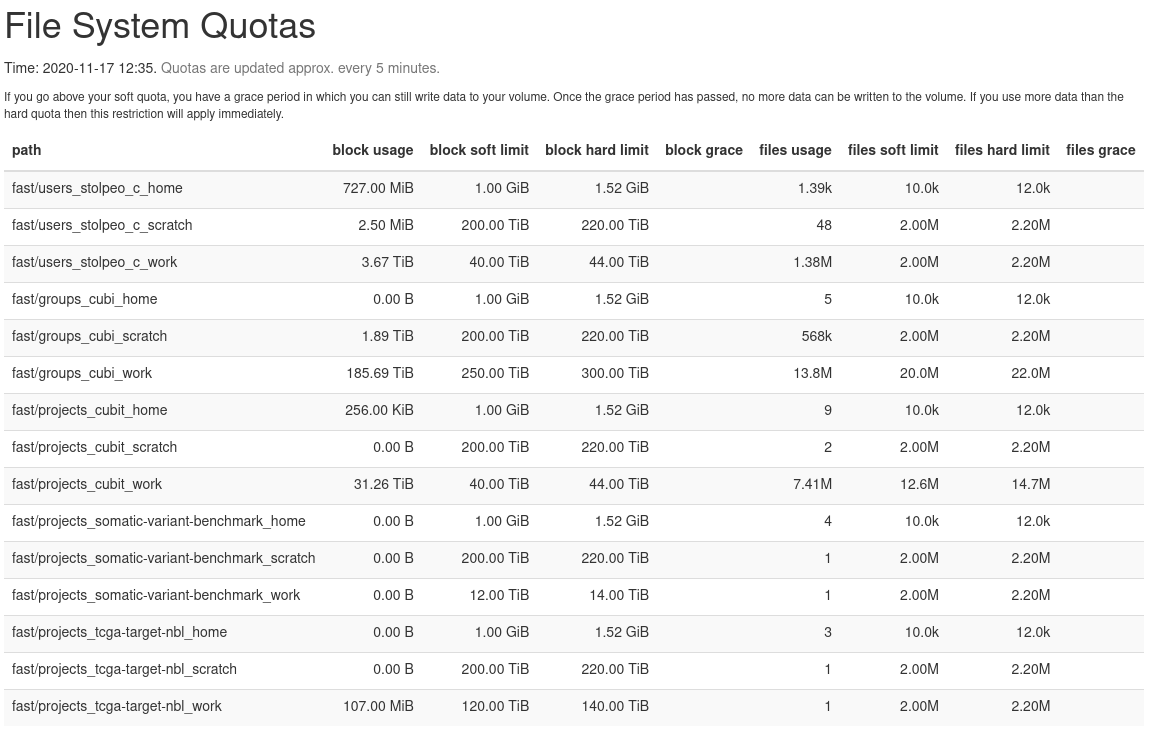 File System Quotas
Time: 2020-11-17 12:35. Quotas are updated approx. every 5 minutes.
If you go above your soft quota, you have a grace period in which you can still write data to your volume. Once the grace period has passed, no more data can be written to the volume. If you use more data than the
hard quota then this restriction will apply immediately.
path block usage block soft limit block hard limit block grace files usage files soft limit files hard limit files grace
fast/users_stolpeo_c_home 727.00 MiB 1.00 GiB 1.52 GiB 1.39k 10.0k 12.0k
fast/users_stolpeo_c_scratch 2.50 MiB 200.00 TiB 220.00 TiB 48 2.00M 2.20M
fast/users_stolpeo_c_work 3.67 TiB 40.00 TiB 44.00 TiB 1.38M 2.00M 2.20M
fast/groups_cubi_home 0.00 B 1.00 GiB 1.52 GiB 5 10.0k 12.0k
fast/groups_cubi_scratch 1.89 TiB 200.00 TiB 220.00 TiB 568k 2.00M 2.20M
fast/groups_cubi_work 185.69 TiB 250.00 TiB 300.00 TiB 13.8M 20.0M 22.0M
fast/projects_cubit_home 256.00 KiB 1.00 GiB 1.52 GiB 9 10.0k 12.0k
fast/projects_cubit_scratch 0.00 B 200.00 TiB 220.00 TiB 2 2.00M 2.20M
fast/projects_cubit_work 31.26 TiB 40.00 TiB 44.00 TiB 7.41M 12.6M 14.7M
fast/projects_somatic-variant-benchmark_home 0.00 B 1.00 GiB 1.52 GiB 4 10.0k 12.0k
fast/projects_somatic-variant-benchmark_scratch 0.00 B 200.00 TiB 220.00 TiB 1 2.00M 2.20M
fast/projects_somatic-variant-benchmark_work 0.00 B 12.00 TiB 14.00 TiB 1 2.00M 2.20M
fast/projects_tcga-target-nbl_home 0.00 B 1.00 GiB 1.52 GiB 3 10.0k 12.0k
fast/projects_tcga-target-nbl_scratch 0.00 B 200.00 TiB 220.00 TiB 1 2.00M 2.20M
fast/projects_tcga-target-nbl_work 107.00 MiB 120.00 TiB 140.00 TiB 1 2.00M 2.20M